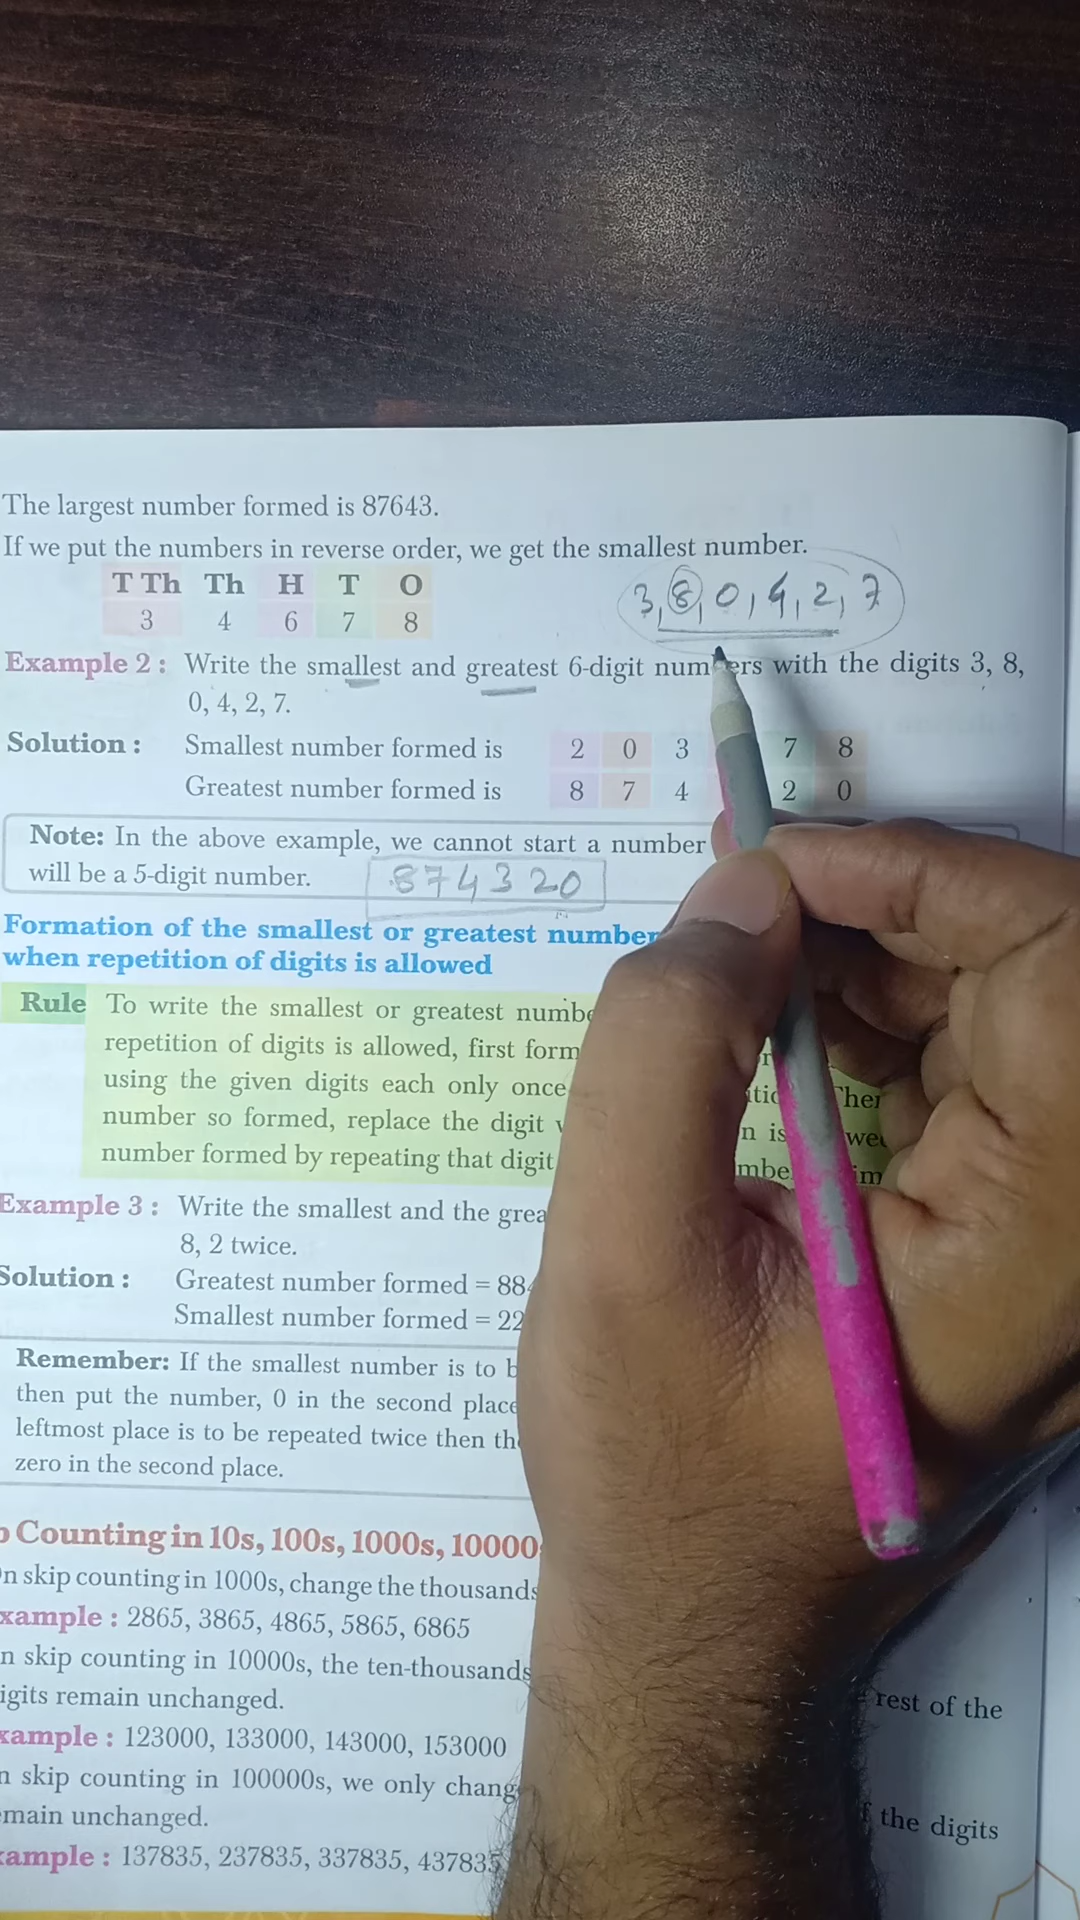 The largest number formed is 87643.
If we put the numbers in reverse order, we get the smallest number.
T Th Th H T O
3 4 6 7 8
3, 8, 0, 4, 2, 7
Example 2 : Write the smallest and greatest 6-digit numbers with the digits 3, 8,
0, 4, 2, 7.
Solution : Smallest number formed is 2 0 3 7 8
Greatest number formed is 8 7 4 2 0
Note: In the above example, we cannot start a number
will be a 5-digit number.
874320
Formation of the smallest or greatest number
when repetition of digits is allowed
Rule To write the smallest or greatest
repetition of digits is allowed, first form
using the given digits each only once
number so formed, replace the digit
number formed by repeating that digit
Example 3 : Write the smallest and the
8, 2 twice.
Solution : Greatest number formed = 88
Smallest number formed = 22
Remember: If the smallest number is to
then put the number, 0 in the second place
leftmost place is to be repeated twice then
zero in the second place.
Counting in 10s, 100s, 1000s, 10000
n skip counting in 1000s, change the thousands
xample : 2865, 3865, 4865, 5865, 6865
n skip counting in 10000s, the ten-thousands
igits remain unchanged.
xample : 123000, 133000, 143000, 153000
n skip counting in 100000s, we only chang
rest of the
main unchanged.
the digits
xample : 137835, 237835, 337835, 437835